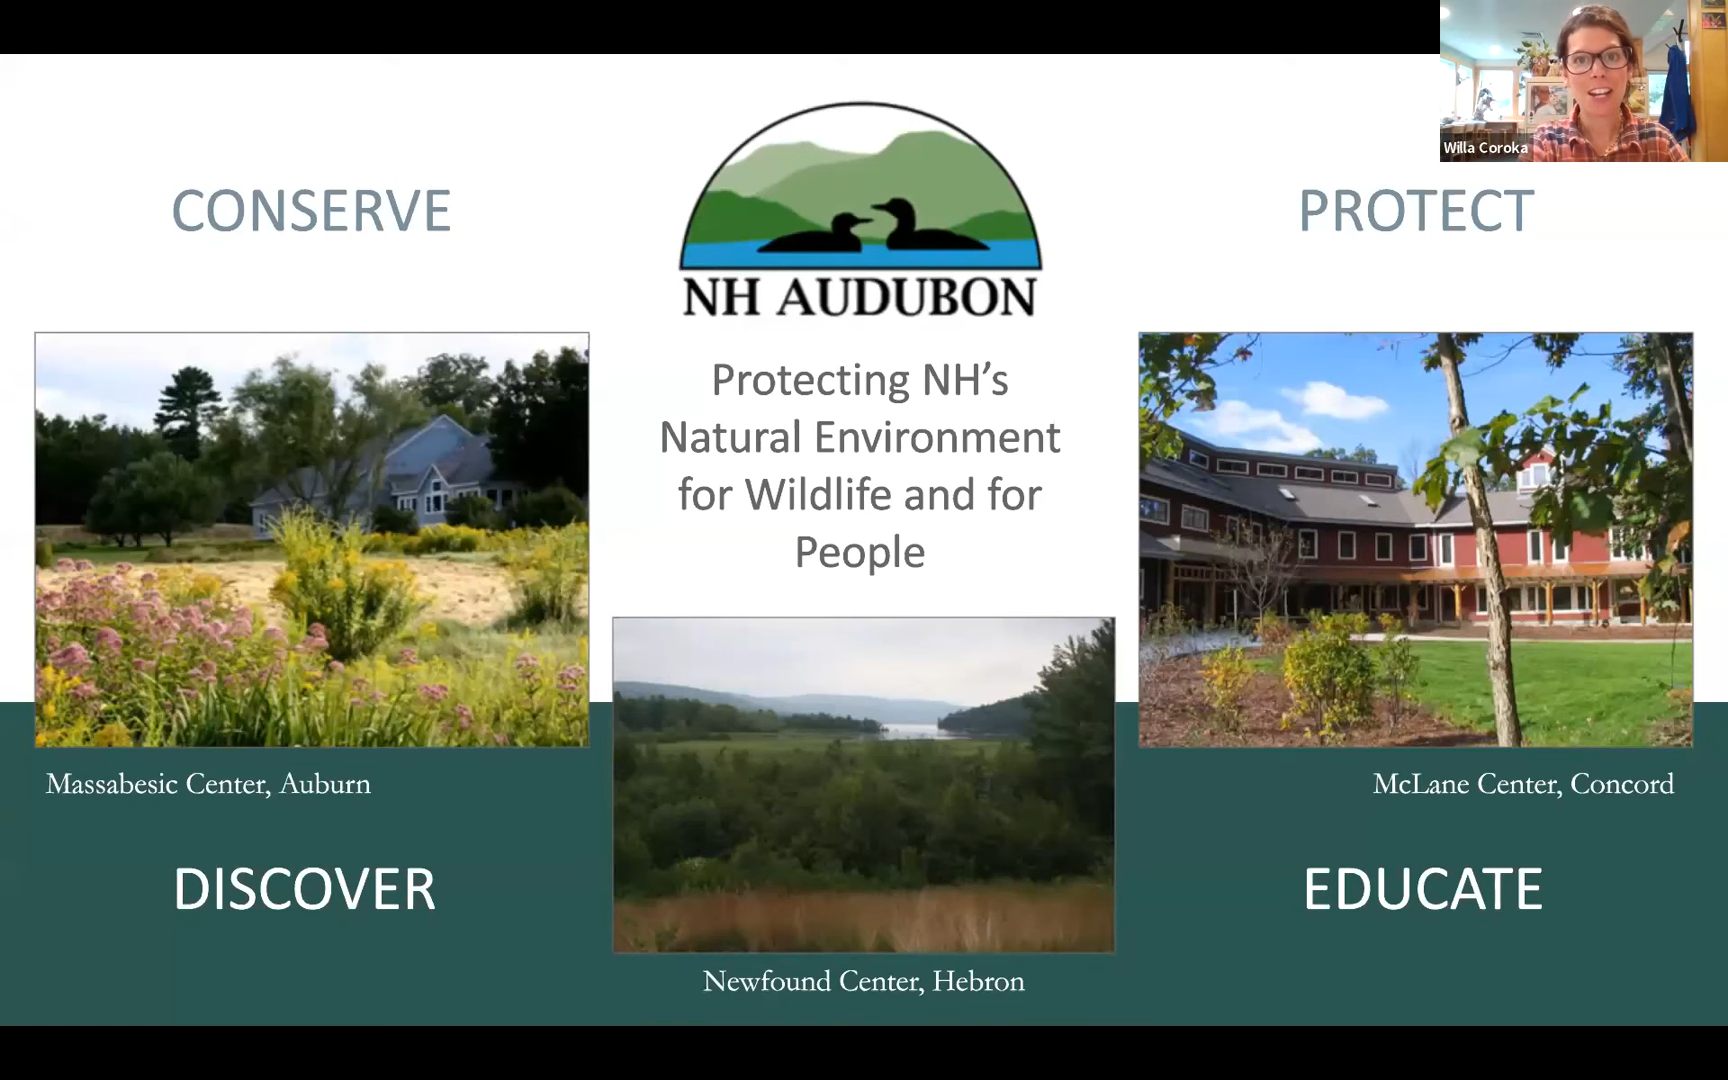 Willa Coroka
CONSERVE
PROTECT
NH AUDUBON
Protecting NH’s
Natural Environment
for Wildlife and for
People
Massabesic Center, Auburn
McLane Center, Concord
DISCOVER
EDUCATE
Newfound Center, Hebron